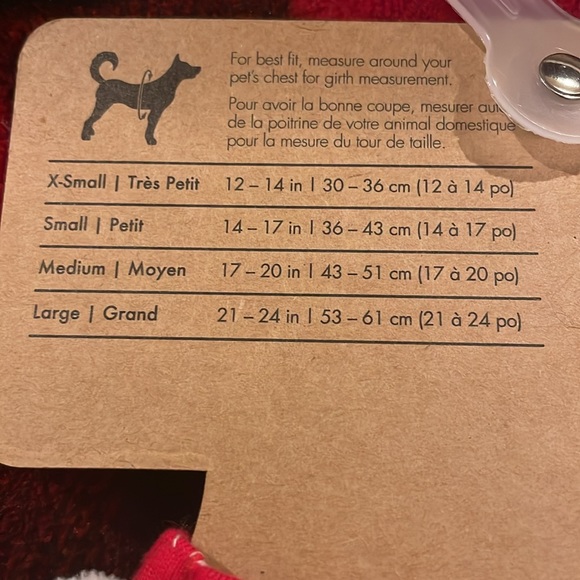 For best fit, measure around your
pet's chest for girth measurement.
Pour avoir la bonne coupe, mesurer
de la poitrine de votre animal domestique
pour la mesure du tour de taille.
X-Small | Très Petit 12 – 14 in | 30 – 36 cm (12 à 14 po)
Small | Petit 14 – 17 in | 36 – 43 cm (14 à 17 po)
Medium | Moyen 17 – 20 in | 43 – 51 cm (17 à 20 po)
Large | Grand 21 – 24 in | 53 – 61 cm (21 à 24 po)